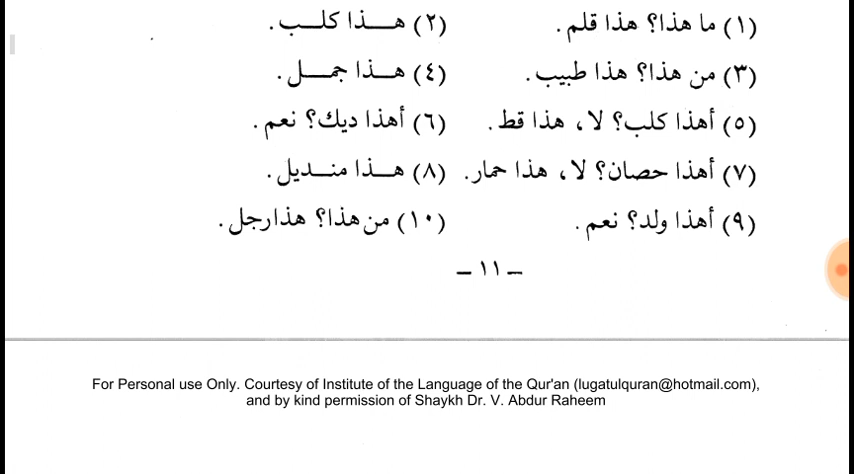 (١) ما هذا؟ هذا قلم. (٢) هـــذا كلـــب.
(٣) من هذا؟ هذا طبيب. (٤) هـــذا جمـــل.
(٥) أهذا كلب؟ لا، هذا قط. (٦) أهذا ديك؟ نعم.
(٧) أهذا حصان؟ لا، هذا حمار. (٨) هـــذا منـــديل.
(٩) أهذا ولد؟ نعم. (١٠) من هذا؟ هذا رجل.
– ١١ –
For Personal use Only. Courtesy of Institute of the Language of the Qur'an (lugatulquran@hotmail.com),
and by kind permission of Shaykh Dr. V. Abdur Raheem